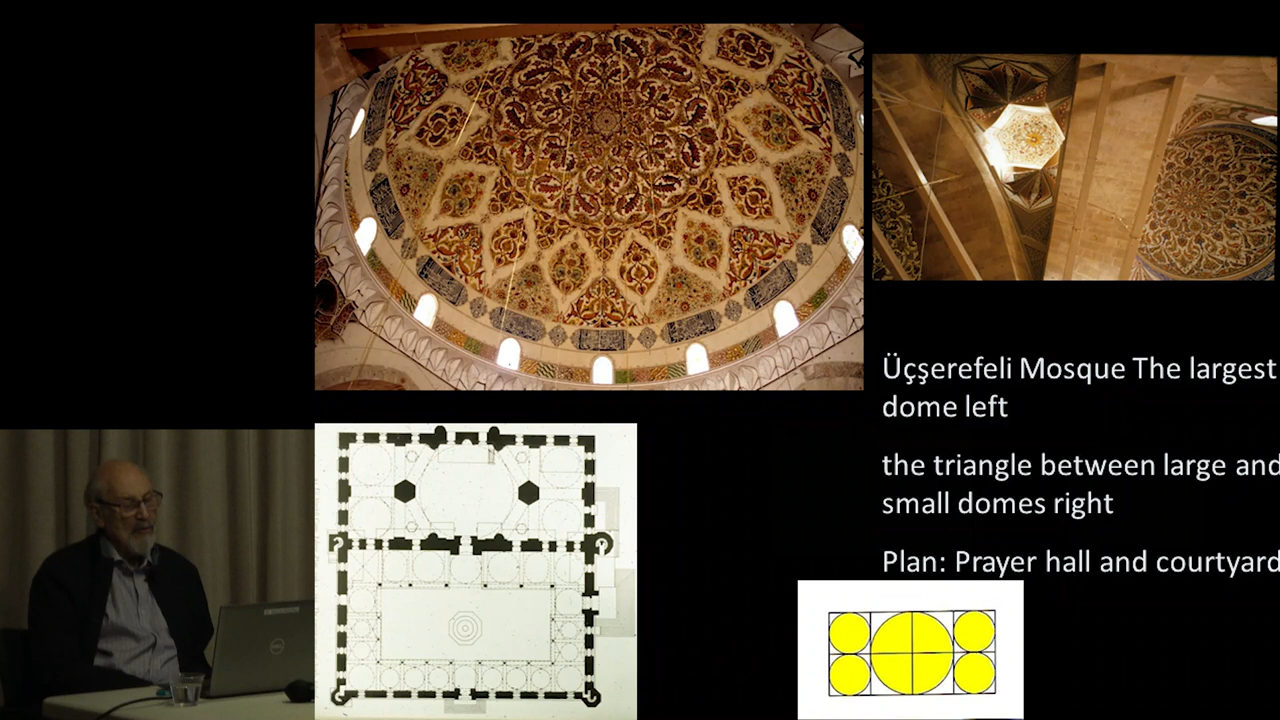 Üçşerefeli Mosque The largest
dome left
the triangle between large and
small domes right
Plan: Prayer hall and courtyard
DELL